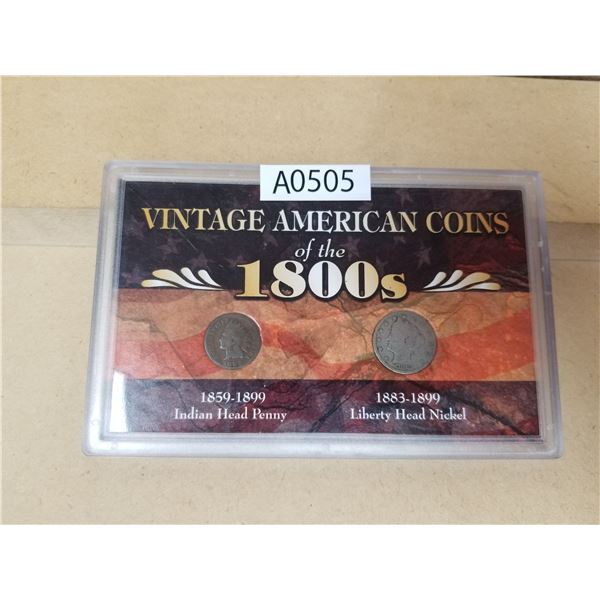 A0505
VINTAGE AMERICAN COINS
of the
1800s
1859-1899
Indian Head Penny
1883-1899
Liberty Head Nickel